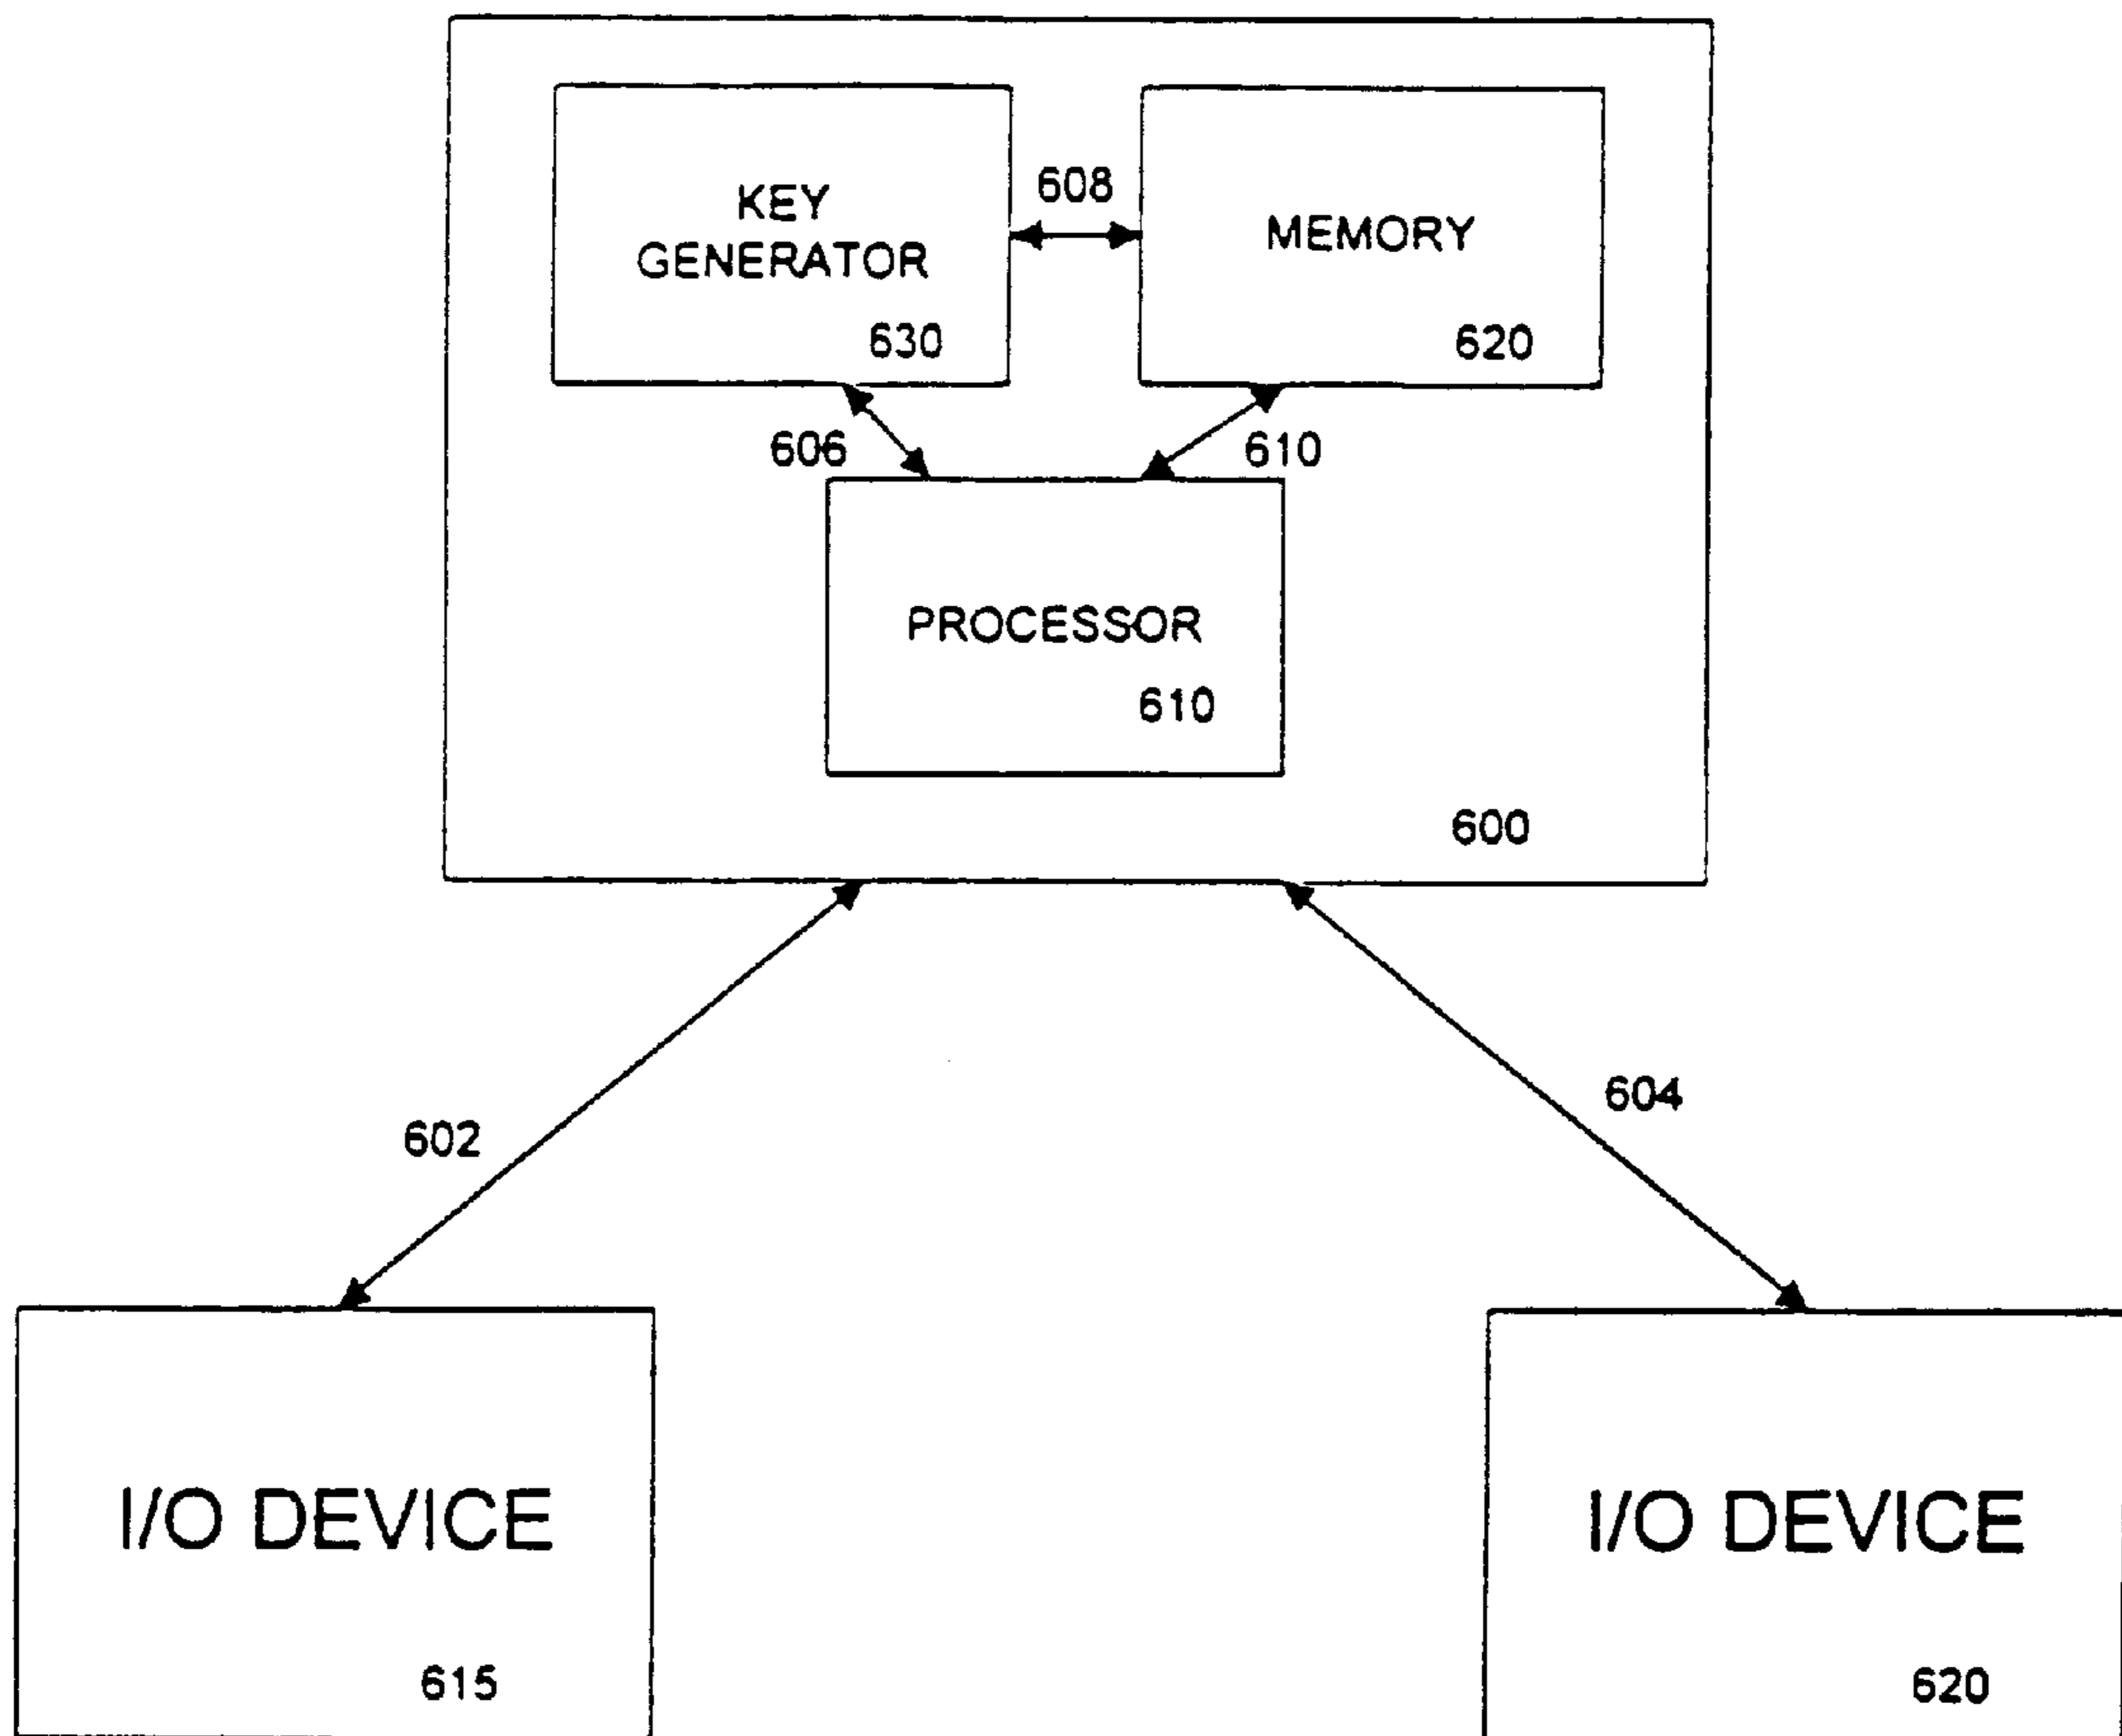 KEY
GENERATOR
630
608
MEMORY
620
606
610
PROCESSOR
610
600
602
604
I/O DEVICE
615
I/O DEVICE
620